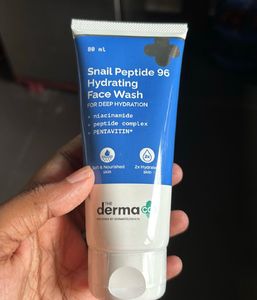 80 ml
Snail Peptide 96
Hydrating
Face Wash
FOR DEEP HYDRATION
+ niacinamide
+ peptide complex
+ PENTAVITIN®
Soft & Nourished
skin
2x Hydrated
skin
THE
derma co